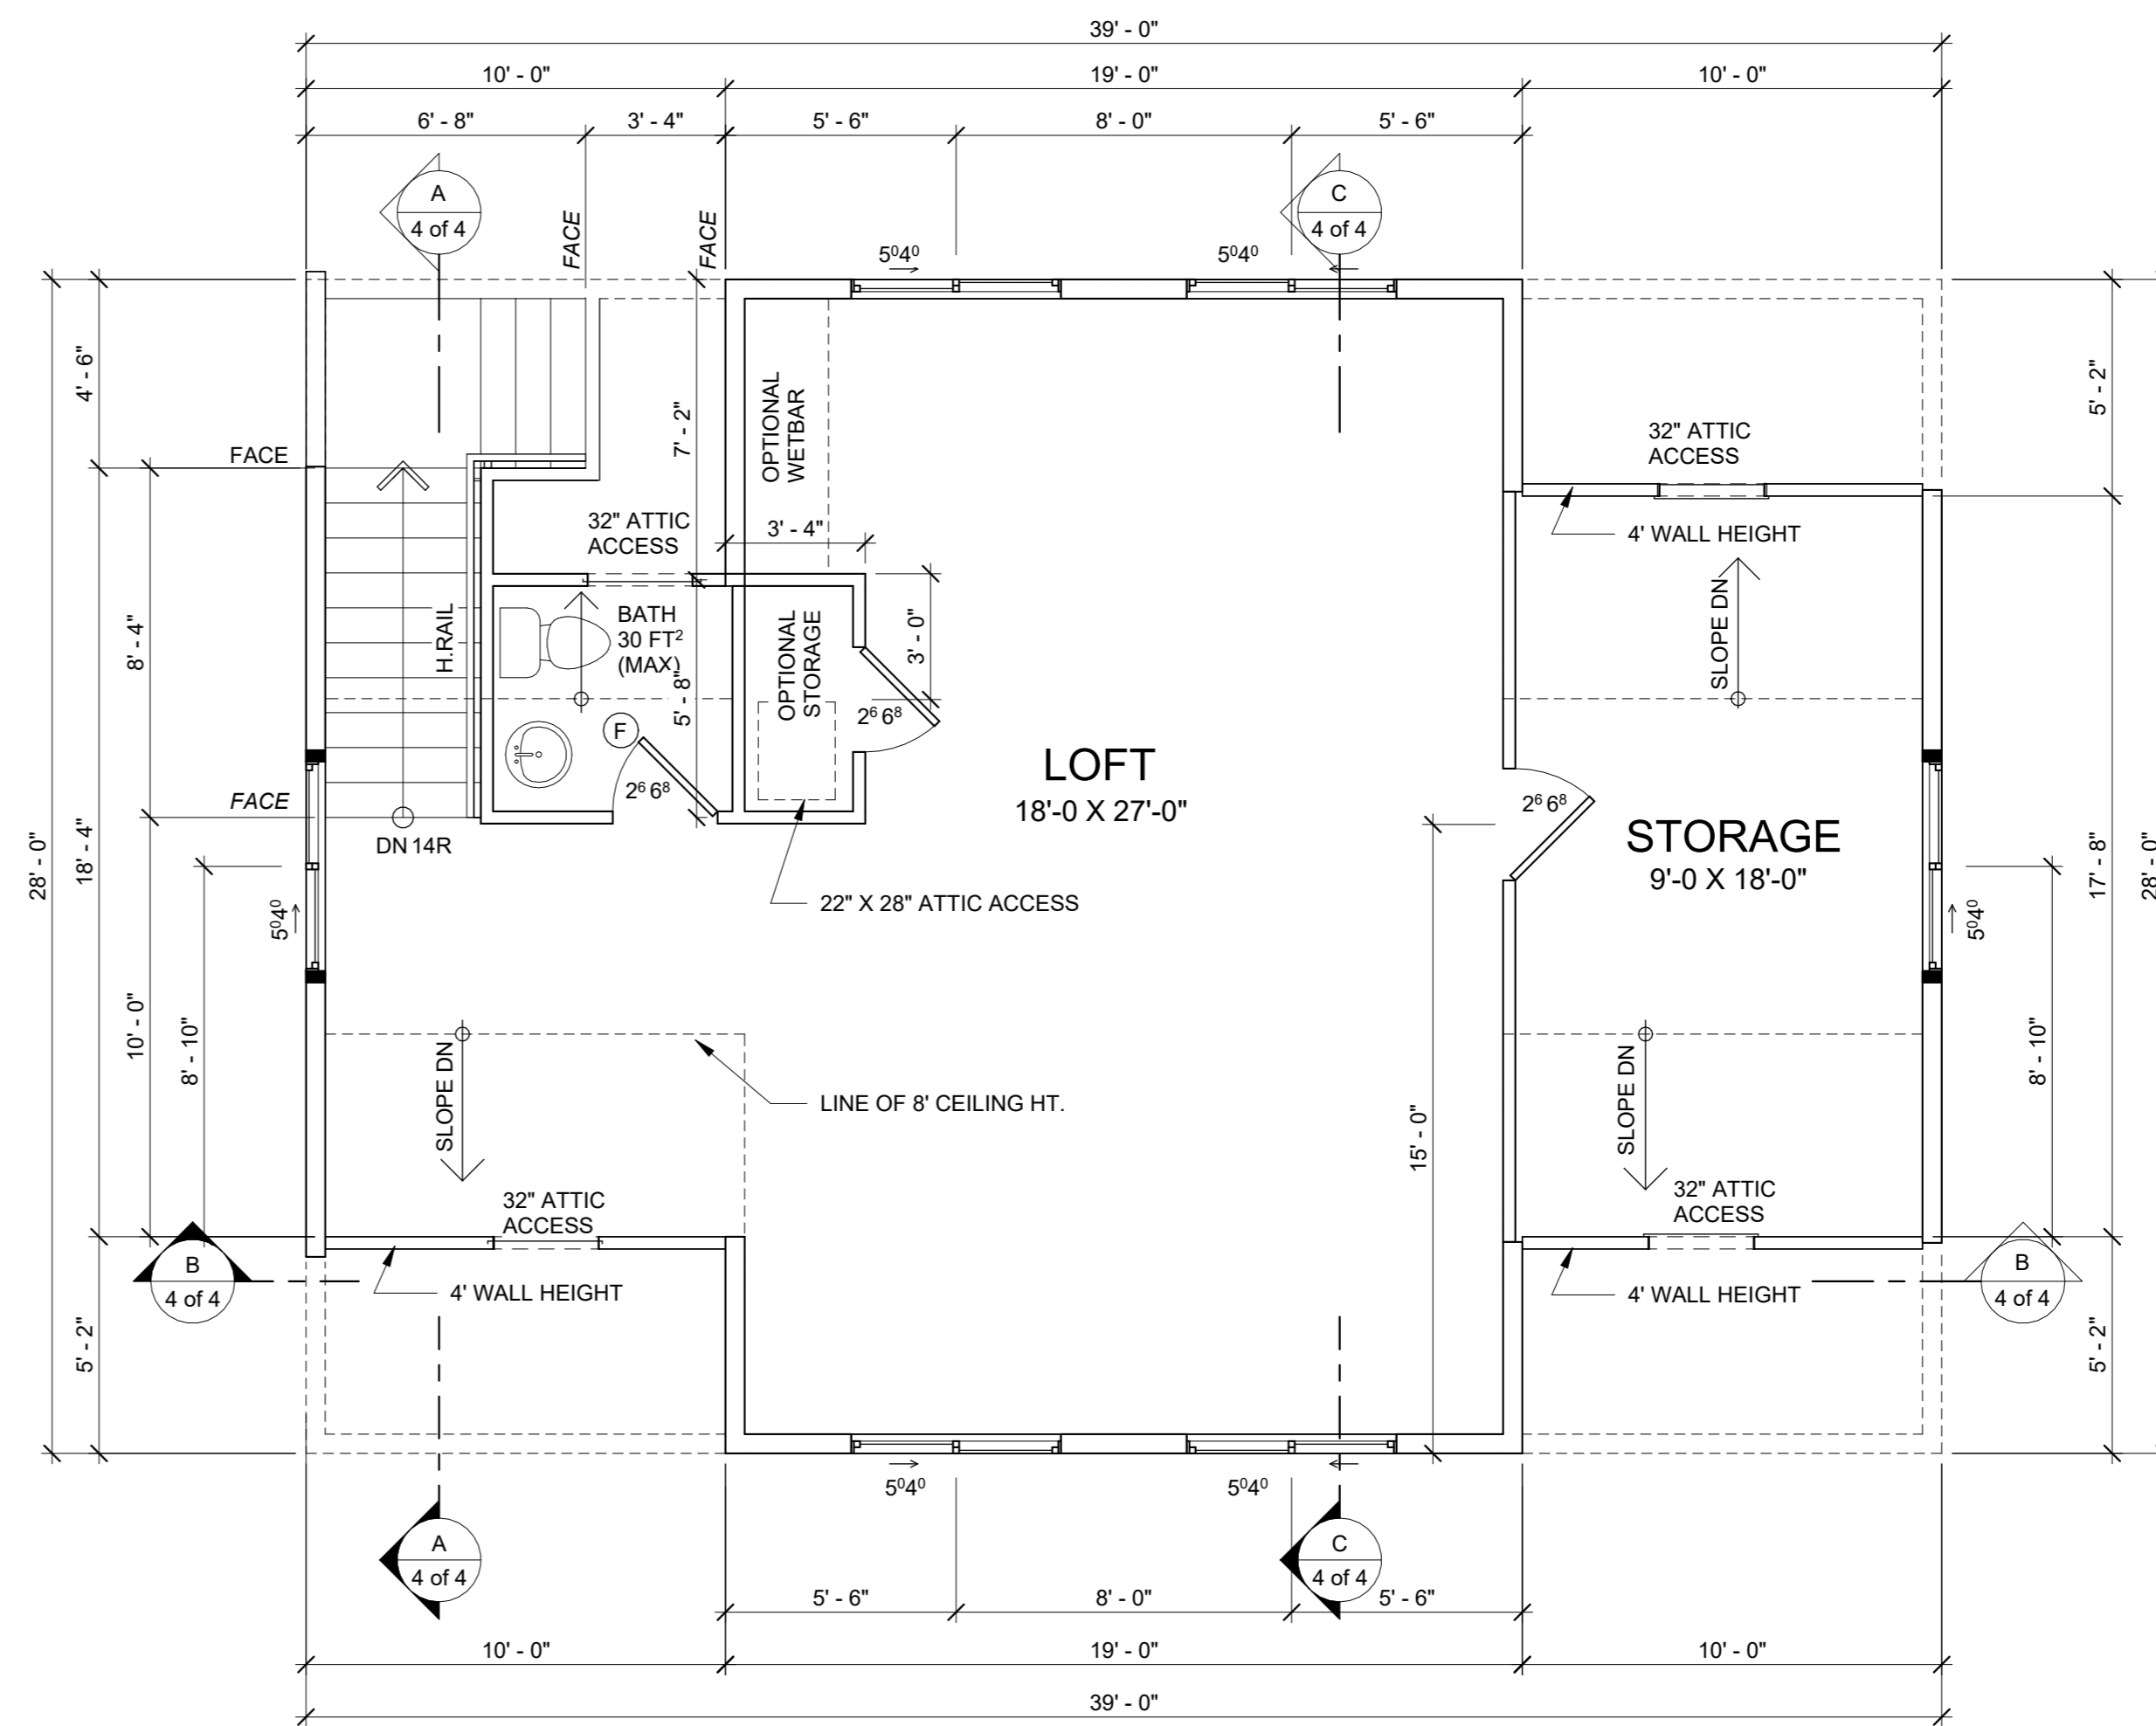 39' - 0"
10' - 0"
19' - 0"
10' - 0"
6' - 8"
3' - 4"
5' - 6"
8' - 0"
5' - 6"
A
4 of 4
C
4 of 4
FACE
FACE
5⁰4⁰
5⁰4⁰
4' - 6"
5' - 2"
7' - 2"
OPTIONAL
WETBAR
32" ATTIC
ACCESS
FACE
3' - 4"
32" ATTIC
ACCESS
4' WALL HEIGHT
8' - 4"
H.RAIL
BATH
30 FT²
(MAX)
5' - 8"
OPTIONAL
STORAGE
3' - 0"
SLOPE DN
2⁶ 6⁸
F
2⁶ 6⁸
LOFT
18'-0 X 27'-0"
2⁶ 6⁸
FACE
DN 14R
STORAGE
9'-0 X 18'-0"
28' - 0"
18' - 4"
17' - 8"
28' - 0"
22" X 28" ATTIC ACCESS
5⁰4⁰
5⁰4⁰
10' - 0"
8' - 10"
8' - 10"
SLOPE DN
LINE OF 8' CEILING HT.
15' - 0"
SLOPE DN
32" ATTIC
ACCESS
32" ATTIC
ACCESS
B
4 of 4
4' WALL HEIGHT
4' WALL HEIGHT
B
4 of 4
5' - 2"
5' - 2"
5⁰4⁰
5⁰4⁰
A
4 of 4
C
4 of 4
5' - 6"
8' - 0"
5' - 6"
10' - 0"
19' - 0"
10' - 0"
39' - 0"